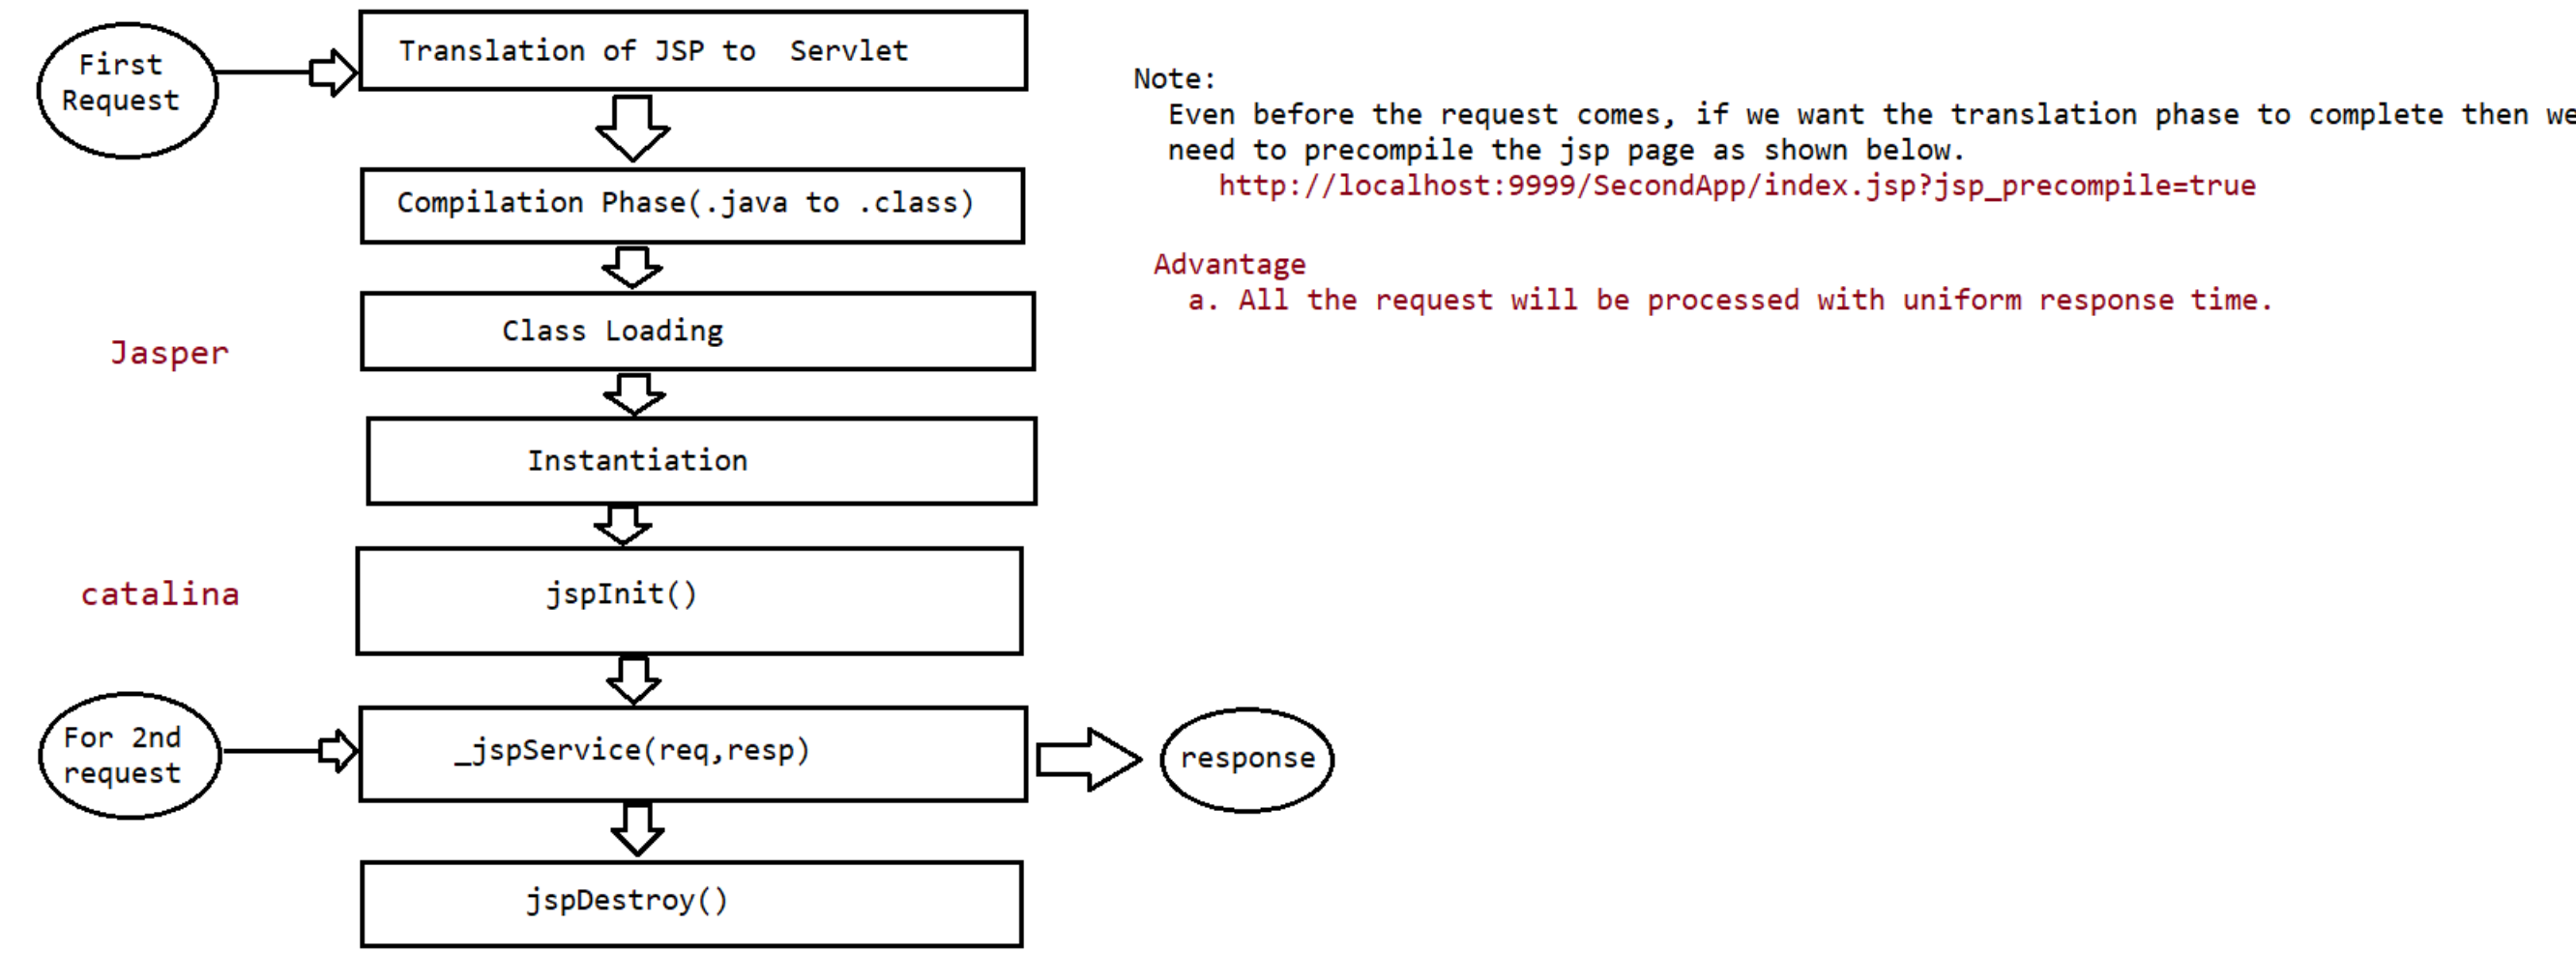 First
Request
Translation of JSP to  Servlet
Compilation Phase(.java to .class)
Class Loading
Jasper
Instantiation
jspInit()
catalina
For 2nd
request
_jspService(req,resp)
response
jspDestroy()
Note:
Even before the request comes, if we want the translation phase to complete then we
need to precompile the jsp page as shown below.
http://localhost:9999/SecondApp/index.jsp?jsp_precompile=true
Advantage
a. All the request will be processed with uniform response time.